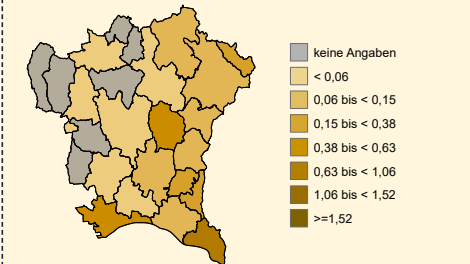 keine Angaben
< 0,06
0,06 bis < 0,15
0,15 bis < 0,38
0,38 bis < 0,63
0,63 bis < 1,06
1,06 bis < 1,52
>=1,52